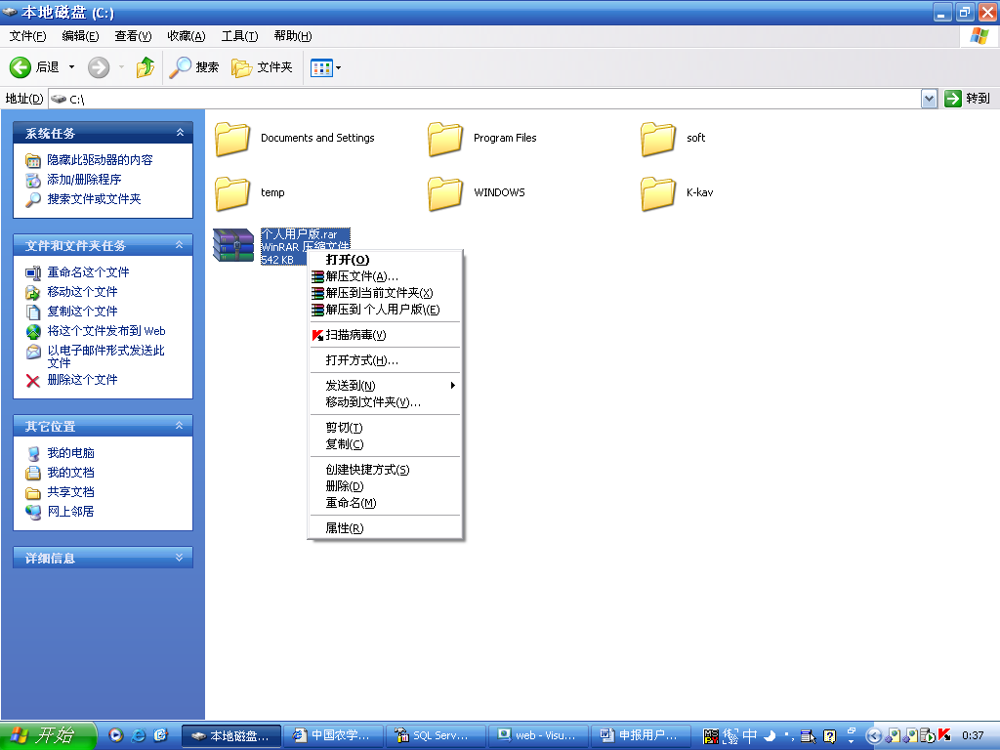 本地磁盘 (C:)
文件(F) 编辑(E) 查看(V) 收藏(A) 工具(T) 帮助(H)
后退 搜索 文件夹
地址(D) C:\ 转到
系统任务
隐藏此驱动器的内容
添加/删除程序
搜索文件或文件夹
文件和文件夹任务
重命名这个文件
移动这个文件
复制这个文件
将这个文件发布到 Web
以电子邮件形式发送此
文件
删除这个文件
其它位置
我的电脑
我的文档
共享文档
网上邻居
详细信息
Documents and Settings Program Files soft
temp WINDOWS K-kav
个人用户版.rar
WinRAR 压缩文件
542 KB
打开(O)
解压文件(A)...
解压到当前文件夹(X)
解压到 个人用户版\(E)
扫描病毒(V)
打开方式(H)...
发送到(N)
移动到文件夹(V)...
剪切(T)
复制(C)
创建快捷方式(S)
删除(D)
重命名(M)
属性(R)
开始 本地磁盘... 中国农学... SQL Serv... web - Visu... 申报用户... 中 0:37